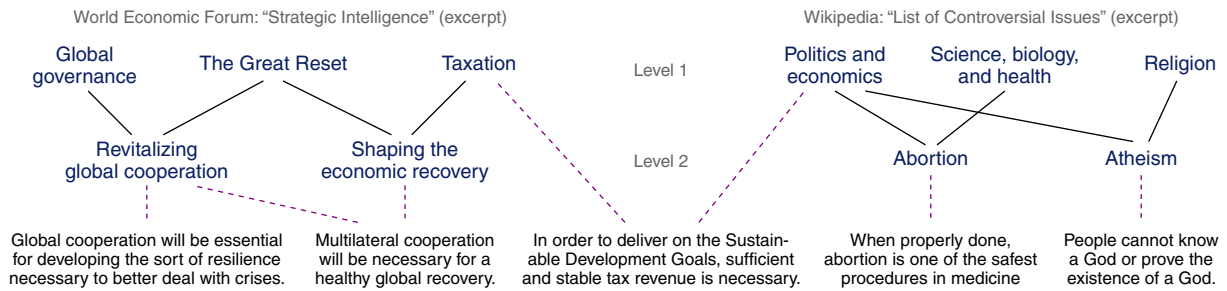 World Economic Forum: “Strategic Intelligence” (excerpt)
Wikipedia: “List of Controversial Issues” (excerpt)
Global
governance
The Great Reset
Taxation
Level 1
Politics and
economics
Science, biology,
and health
Religion
Revitalizing
global cooperation
Shaping the
economic recovery
Level 2
Abortion
Atheism
Global cooperation will be essential
for developing the sort of resilience
necessary to better deal with crises.
Multilateral cooperation
will be necessary for a
healthy global recovery.
In order to deliver on the Sustain-
able Development Goals, sufficient
and stable tax revenue is necessary.
When properly done,
abortion is one of the safest
procedures in medicine
People cannot know
a God or prove the
existence of a God.